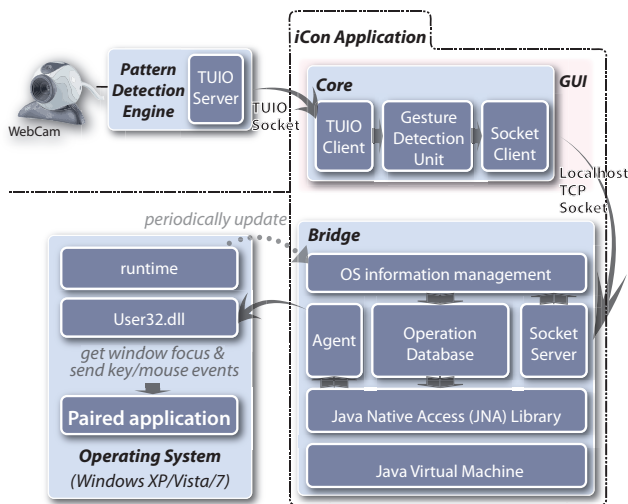 iCon Application
WebCam
Pattern
Detection
Engine
TUIO
Server
TUIO
Socket
Core
GUI
TUIO
Client
Gesture
Detection
Unit
Socket
Client
Localhost
TCP
Socket
periodically update
runtime
User32.dll
get window focus &
send key/mouse events
Paired application
Operating System
(Windows XP/Vista/7)
Bridge
OS information management
Agent
Operation
Database
Socket
Server
Java Native Access (JNA) Library
Java Virtual Machine